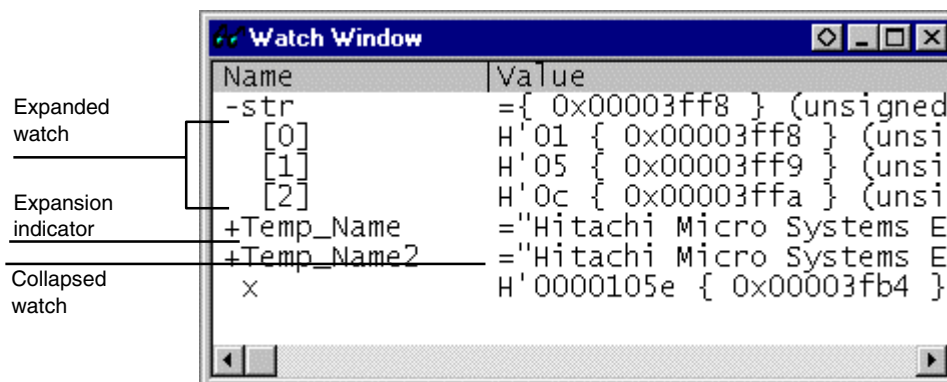 Watch Window
Name Value
-str ={ 0x00003ff8 } (unsigned
[0] H'01 { 0x00003ff8 } (unsi
[1] H'05 { 0x00003ff9 } (unsi
[2] H'0c { 0x00003ffa } (unsi
+Temp_Name ="Hitachi Micro Systems E
+Temp_Name2 ="Hitachi Micro Systems E
x H'0000105e { 0x00003fb4 }
Expanded
watch
Expansion
indicator
Collapsed
watch